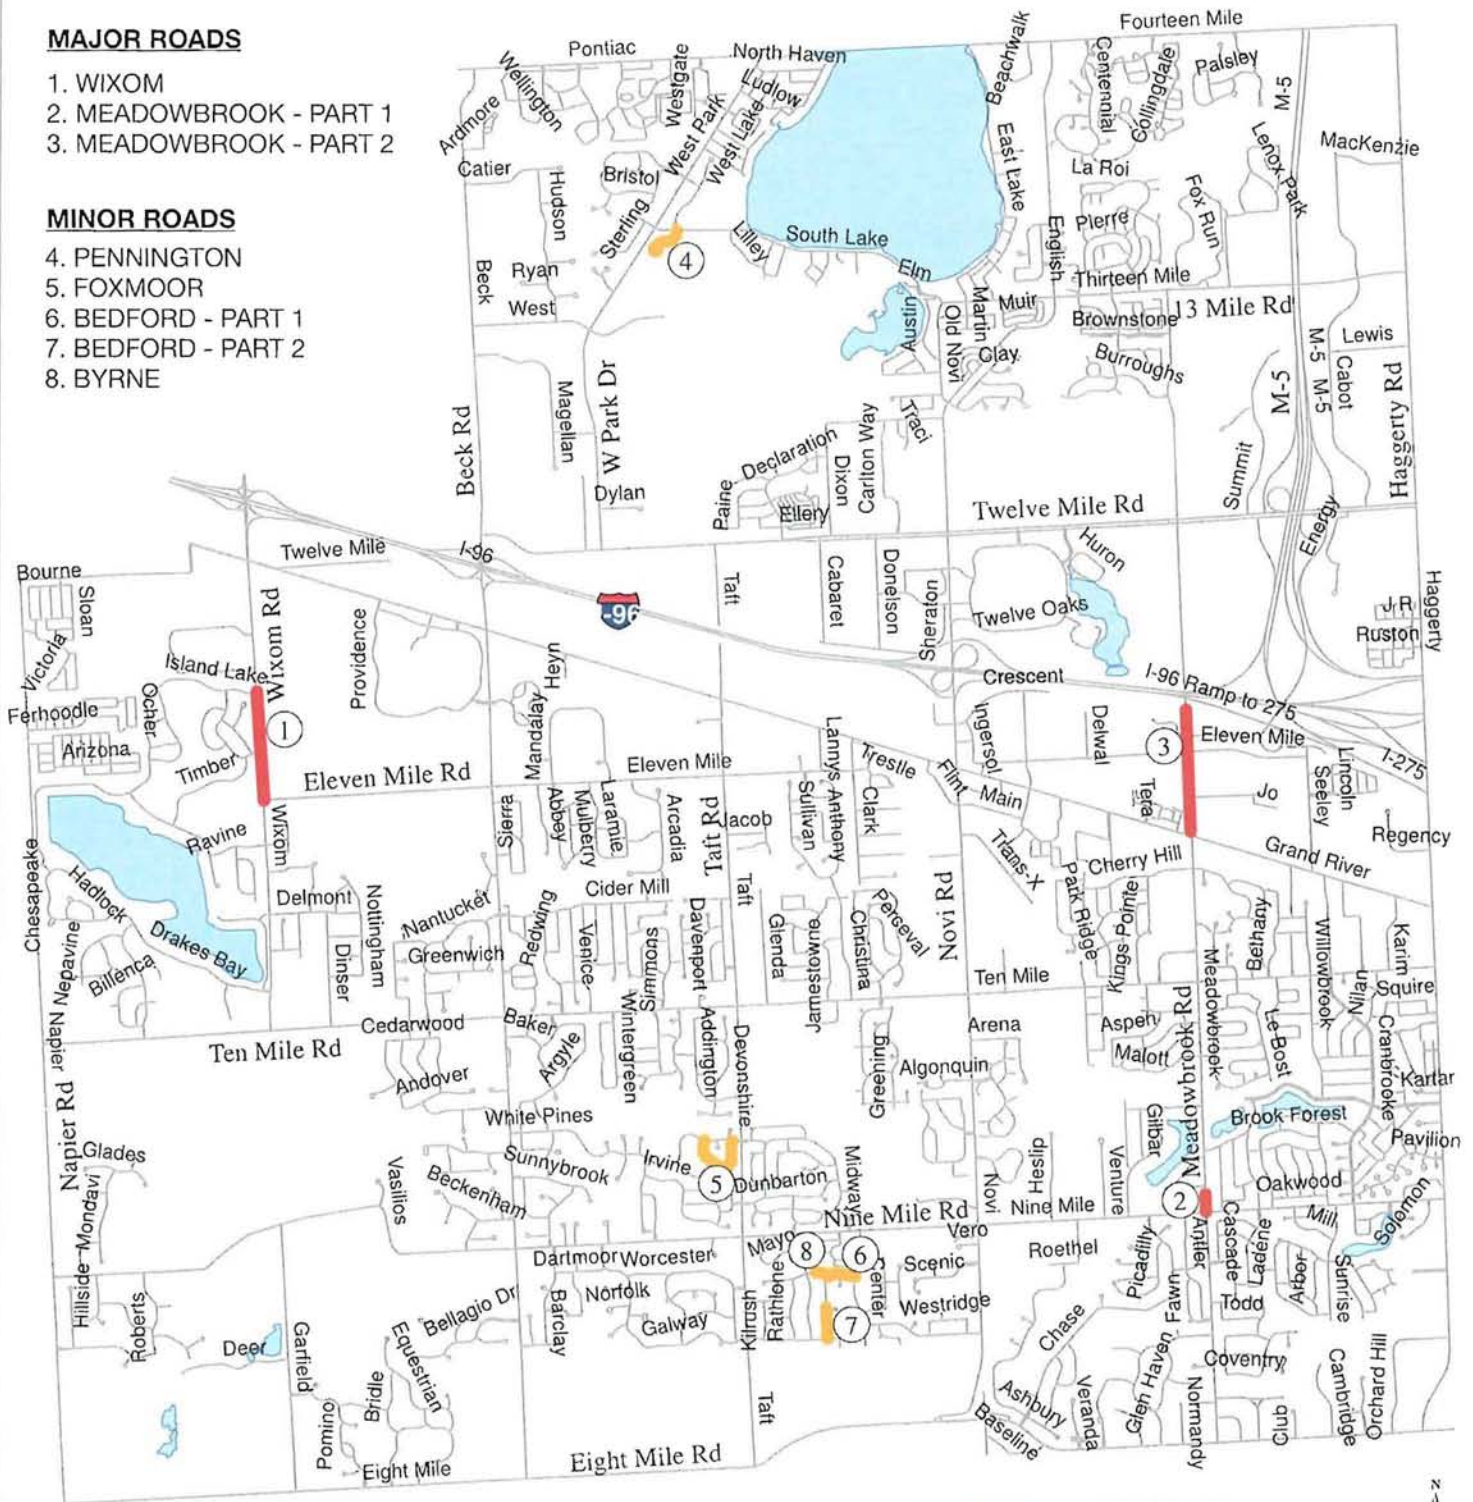 MAJOR ROADS
1. WIXOM
2. MEADOWBROOK - PART 1
3. MEADOWBROOK - PART 2
MINOR ROADS
4. PENNINGTON
5. FOXMOOR
6. BEDFORD - PART 1
7. BEDFORD - PART 2
8. BYRNE
Fourteen Mile
Pontiac
North Haven
Wellington
Westgate
Ludlow
Beachwalk
Centennial
Collingdale
Paisley
M-5
Ardmore
West Park
West Lake
East Lake
Lenox Park
MacKenzie
Catier
Hudson
Bristol
La Roi
Fox Run
Sterling
Lilley
South Lake
English
Pierre
4
Beck
Ryan
Elm
Thirteen Mile
West
Austin
Old Novi
Martin
Muir
Brownstone
13 Mile Rd
Clay
Burroughs
M-5
Lewis
M-5
M-5
Cabot
Haggerty Rd
Magellan
W Park Dr
Beck Rd
Traci
Carlton Way
Declaration
Dixon
Summit
Dylan
Paine
Ellery
Twelve Mile Rd
Energy
Twelve Mile
I-96
Huron
Bourne
Sloan
-96
Taft
Cabaret
Donelson
Sheraton
Twelve Oaks
J R
Haggerty
Ruston
Victoria
Wixom Rd
Providence
Island Lake
Heyn
Crescent
I-96 Ramp to 275
Ferhoodle
Ocher
1
Mandalay
Lannys
Ingersol
Delwal
3
Eleven Mile
Arizona
Timber
Eleven Mile Rd
Eleven Mile
Trestle
Flint
Main
I-275
Lincoln
Seeley
Jo
Tera
Wixom
Sierra
Abbey
Mulberry
Laramie
Arcadia
Taft Rd
Jacob
Sullivan
Anthony
Clark
Regency
Ravine
Trans-X
Cherry Hill
Grand River
Chesapeake
Hadlock
Delmont
Nottingham
Nantucket
Cider Mill
Taft
Perceval
Novi Rd
Park Ridge
Kings Pointe
Drakes Bay
Dinser
Greenwich
Redwing
Venice
Simmons
Davenport
Glenda
Jamestowne
Christina
Bethany
Willowbrook
Karim
Nepavine
Billenca
Ten Mile
Meadowbrook
Nilan
Squire
Napier
Cedarwood
Baker
Wintergreen
Addington
Devonshire
Greening
Arena
Aspen
Meadowbrook Rd
Le Bost
Cranbrooke
Ten Mile Rd
Argyle
Malott
Algonquin
Andover
Kartar
Napier Rd
White Pines
Gilbar
Brook Forest
Pavilion
Glades
Sunnybrook
Irvine
5
Dunbarton
Midway
Heslip
Venture
Vasilios
Beckenham
Oakwood
Mondavi
Novi
Nine Mile
2
Mill
Solomon
Nine Mile Rd
Vero
Antler
Cascade
Ladene
Hillside
Dartmoor
Worcester
Mayo
8
6
Scenic
Roethel
Picadilly
Arbor
Sunrise
Roberts
Barclay
Norfolk
Kilrush
Rathlone
Center
Westridge
Fawn
Todd
Bellagio Dr
Galway
7
Chase
Deer
Garfield
Equestrian
Glen Haven
Coventry
Cambridge
Orchard Hill
Bridle
Taft
Ashbury
Veranda
Normandy
Club
Pomino
Baseline
Eight Mile
Eight Mile Rd
N